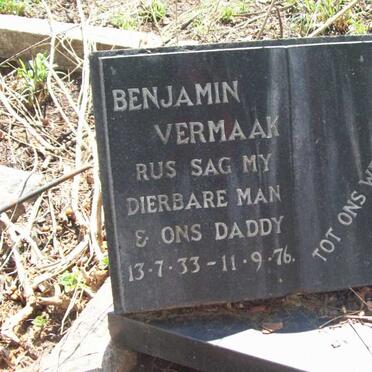 BENJAMIN
VERMAAK
RUS SAG MY
DIERBARE MAN
& ONS DADDY
13.7.33-11.9.76.
TOT ONS